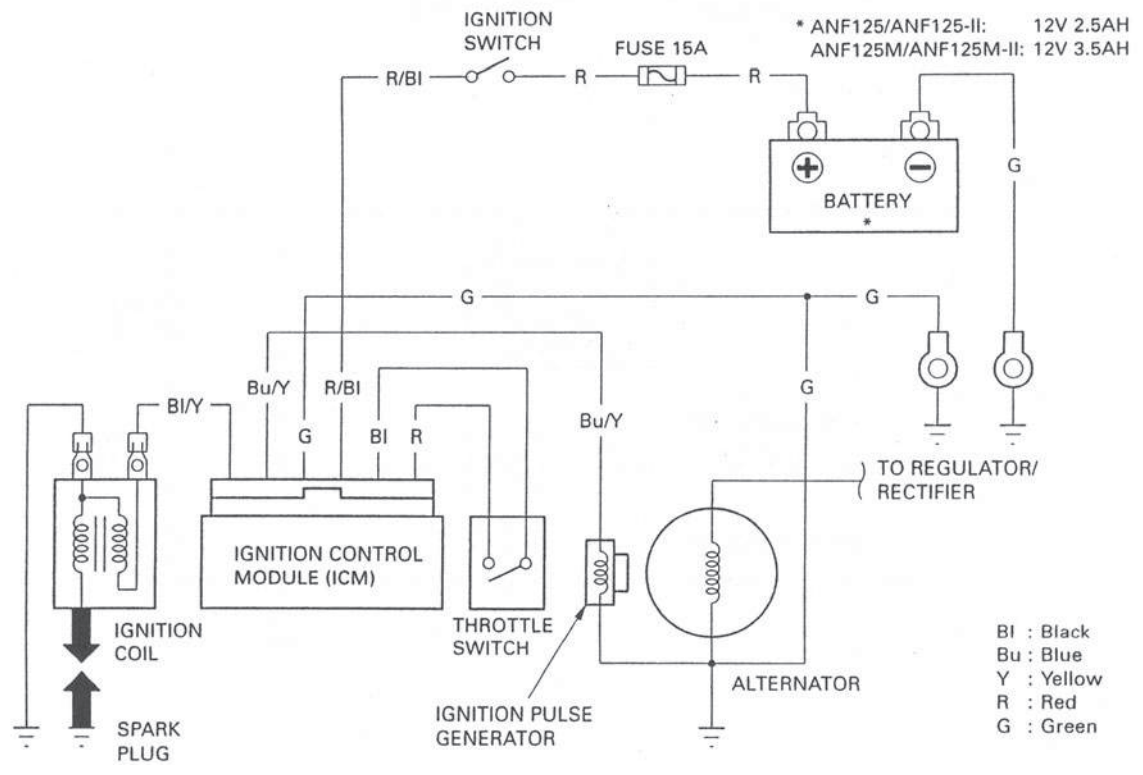 IGNITION
SWITCH
FUSE 15A
* ANF125/ANF125-II: 12V 2.5AH
ANF125M/ANF125M-II: 12V 3.5AH
R/Bl
R
R
G
BATTERY
*
G
G
Bu/Y
R/Bl
G
Bl/Y
G
Bl
R
Bu/Y
TO REGULATOR/
RECTIFIER
IGNITION CONTROL
MODULE (ICM)
IGNITION
COIL
THROTTLE
SWITCH
SPARK
PLUG
IGNITION PULSE
GENERATOR
ALTERNATOR
Bl : Black
Bu : Blue
Y : Yellow
R : Red
G : Green